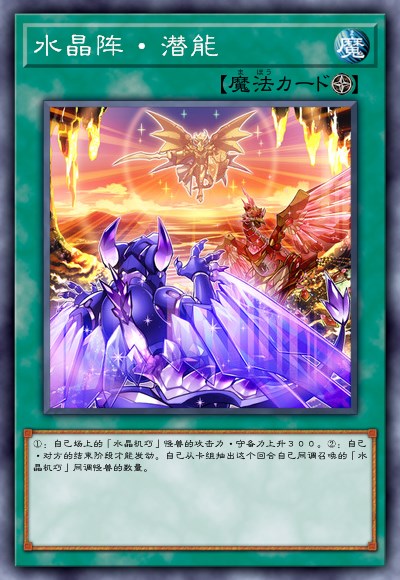 水晶阵·潜能
魔
【魔法カード】
まほう
①：自己场上的「水晶机巧」怪兽的攻击力·守备力上升３００。②：自己
·对方的结束阶段才能发动。自己从卡组抽出这个回合自己同调召唤的「水
晶机巧」同调怪兽的数量。